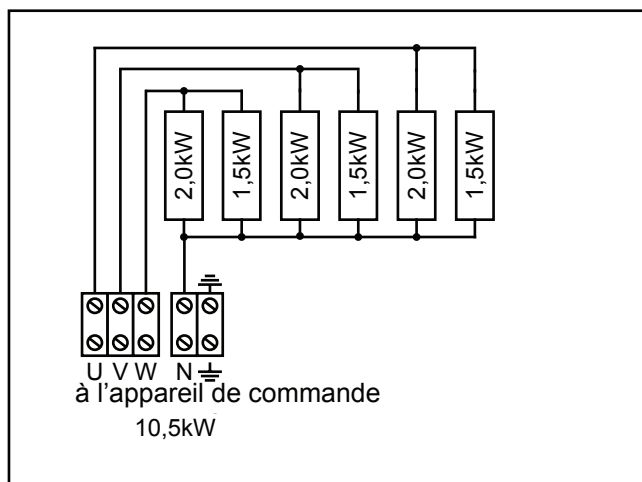 2,0kW 1,5kW 2,0kW 1,5kW 2,0kW 1,5kW
U V W N
à l'appareil de commande
10,5kW